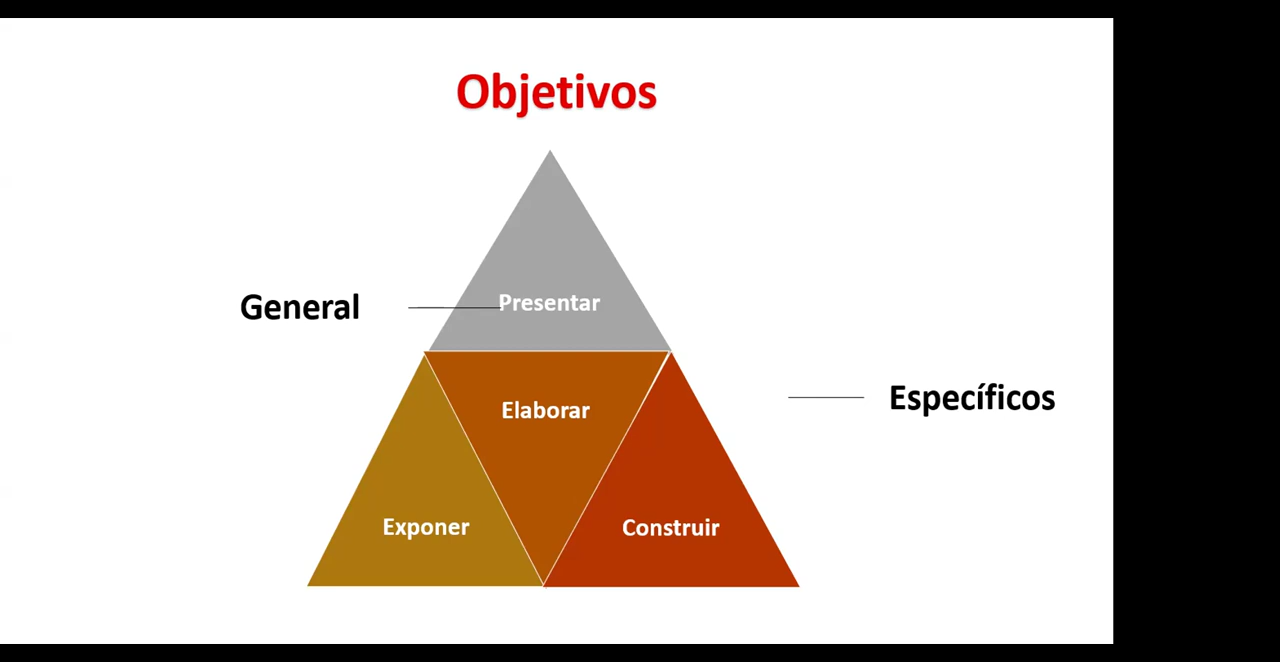 Objetivos
General
Presentar
Elaborar
Específicos
Exponer
Construir